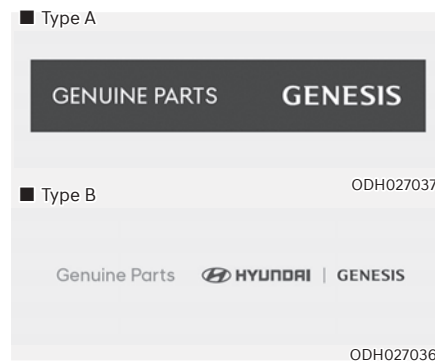 ■ Type A
GENUINE PARTS GENESIS
ODH027037
■ Type B
Genuine Parts HYUNDAI | GENESIS
ODH027036